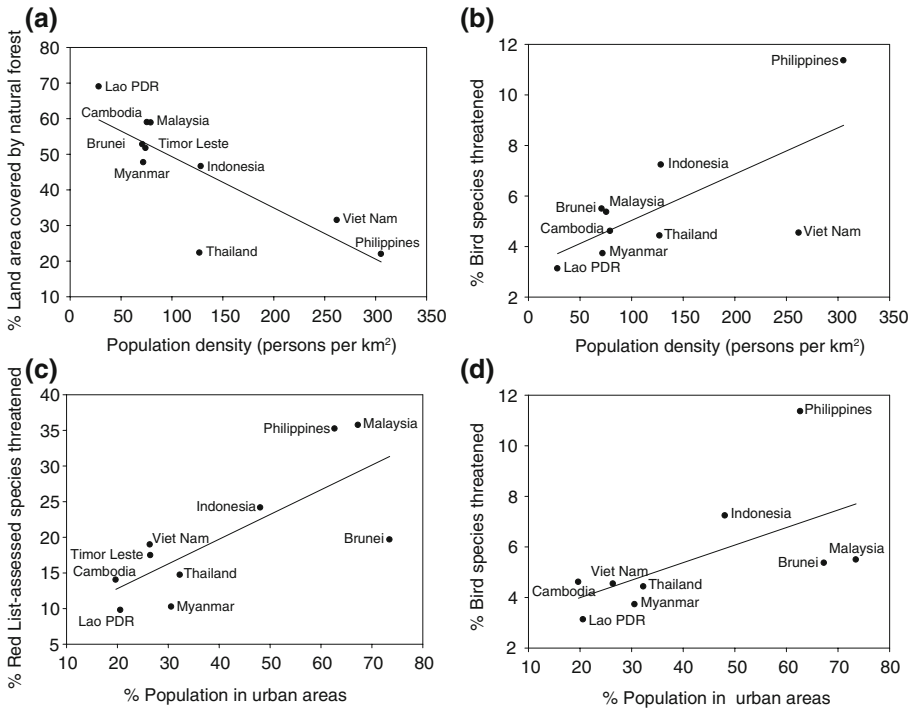 (a)
% Land area covered by natural forest
80
70
60
50
40
30
20
10
Lao PDR
Cambodia
Malaysia
Brunei
Timor Leste
Myanmar
Indonesia
Viet Nam
Thailand
Philippines
0 50 100 150 200 250 300 350
Population density (persons per km²)
(b)
% Bird species threatened
12
10
8
6
4
2
Philippines
Indonesia
Brunei
Malaysia
Cambodia
Thailand
Viet Nam
Myanmar
Lao PDR
0 50 100 150 200 250 300 350
Population density (persons per km²)
(c)
% Red List-assessed species threatened
40
35
30
25
20
15
10
5
Philippines
Malaysia
Indonesia
Viet Nam
Brunei
Timor Leste
Cambodia
Thailand
Lao PDR
Myanmar
10 20 30 40 50 60 70 80
% Population in urban areas
(d)
% Bird species threatened
12
10
8
6
4
2
Philippines
Indonesia
Malaysia
Brunei
Viet Nam
Cambodia
Thailand
Myanmar
Lao PDR
10 20 30 40 50 60 70 80
% Population in urban areas